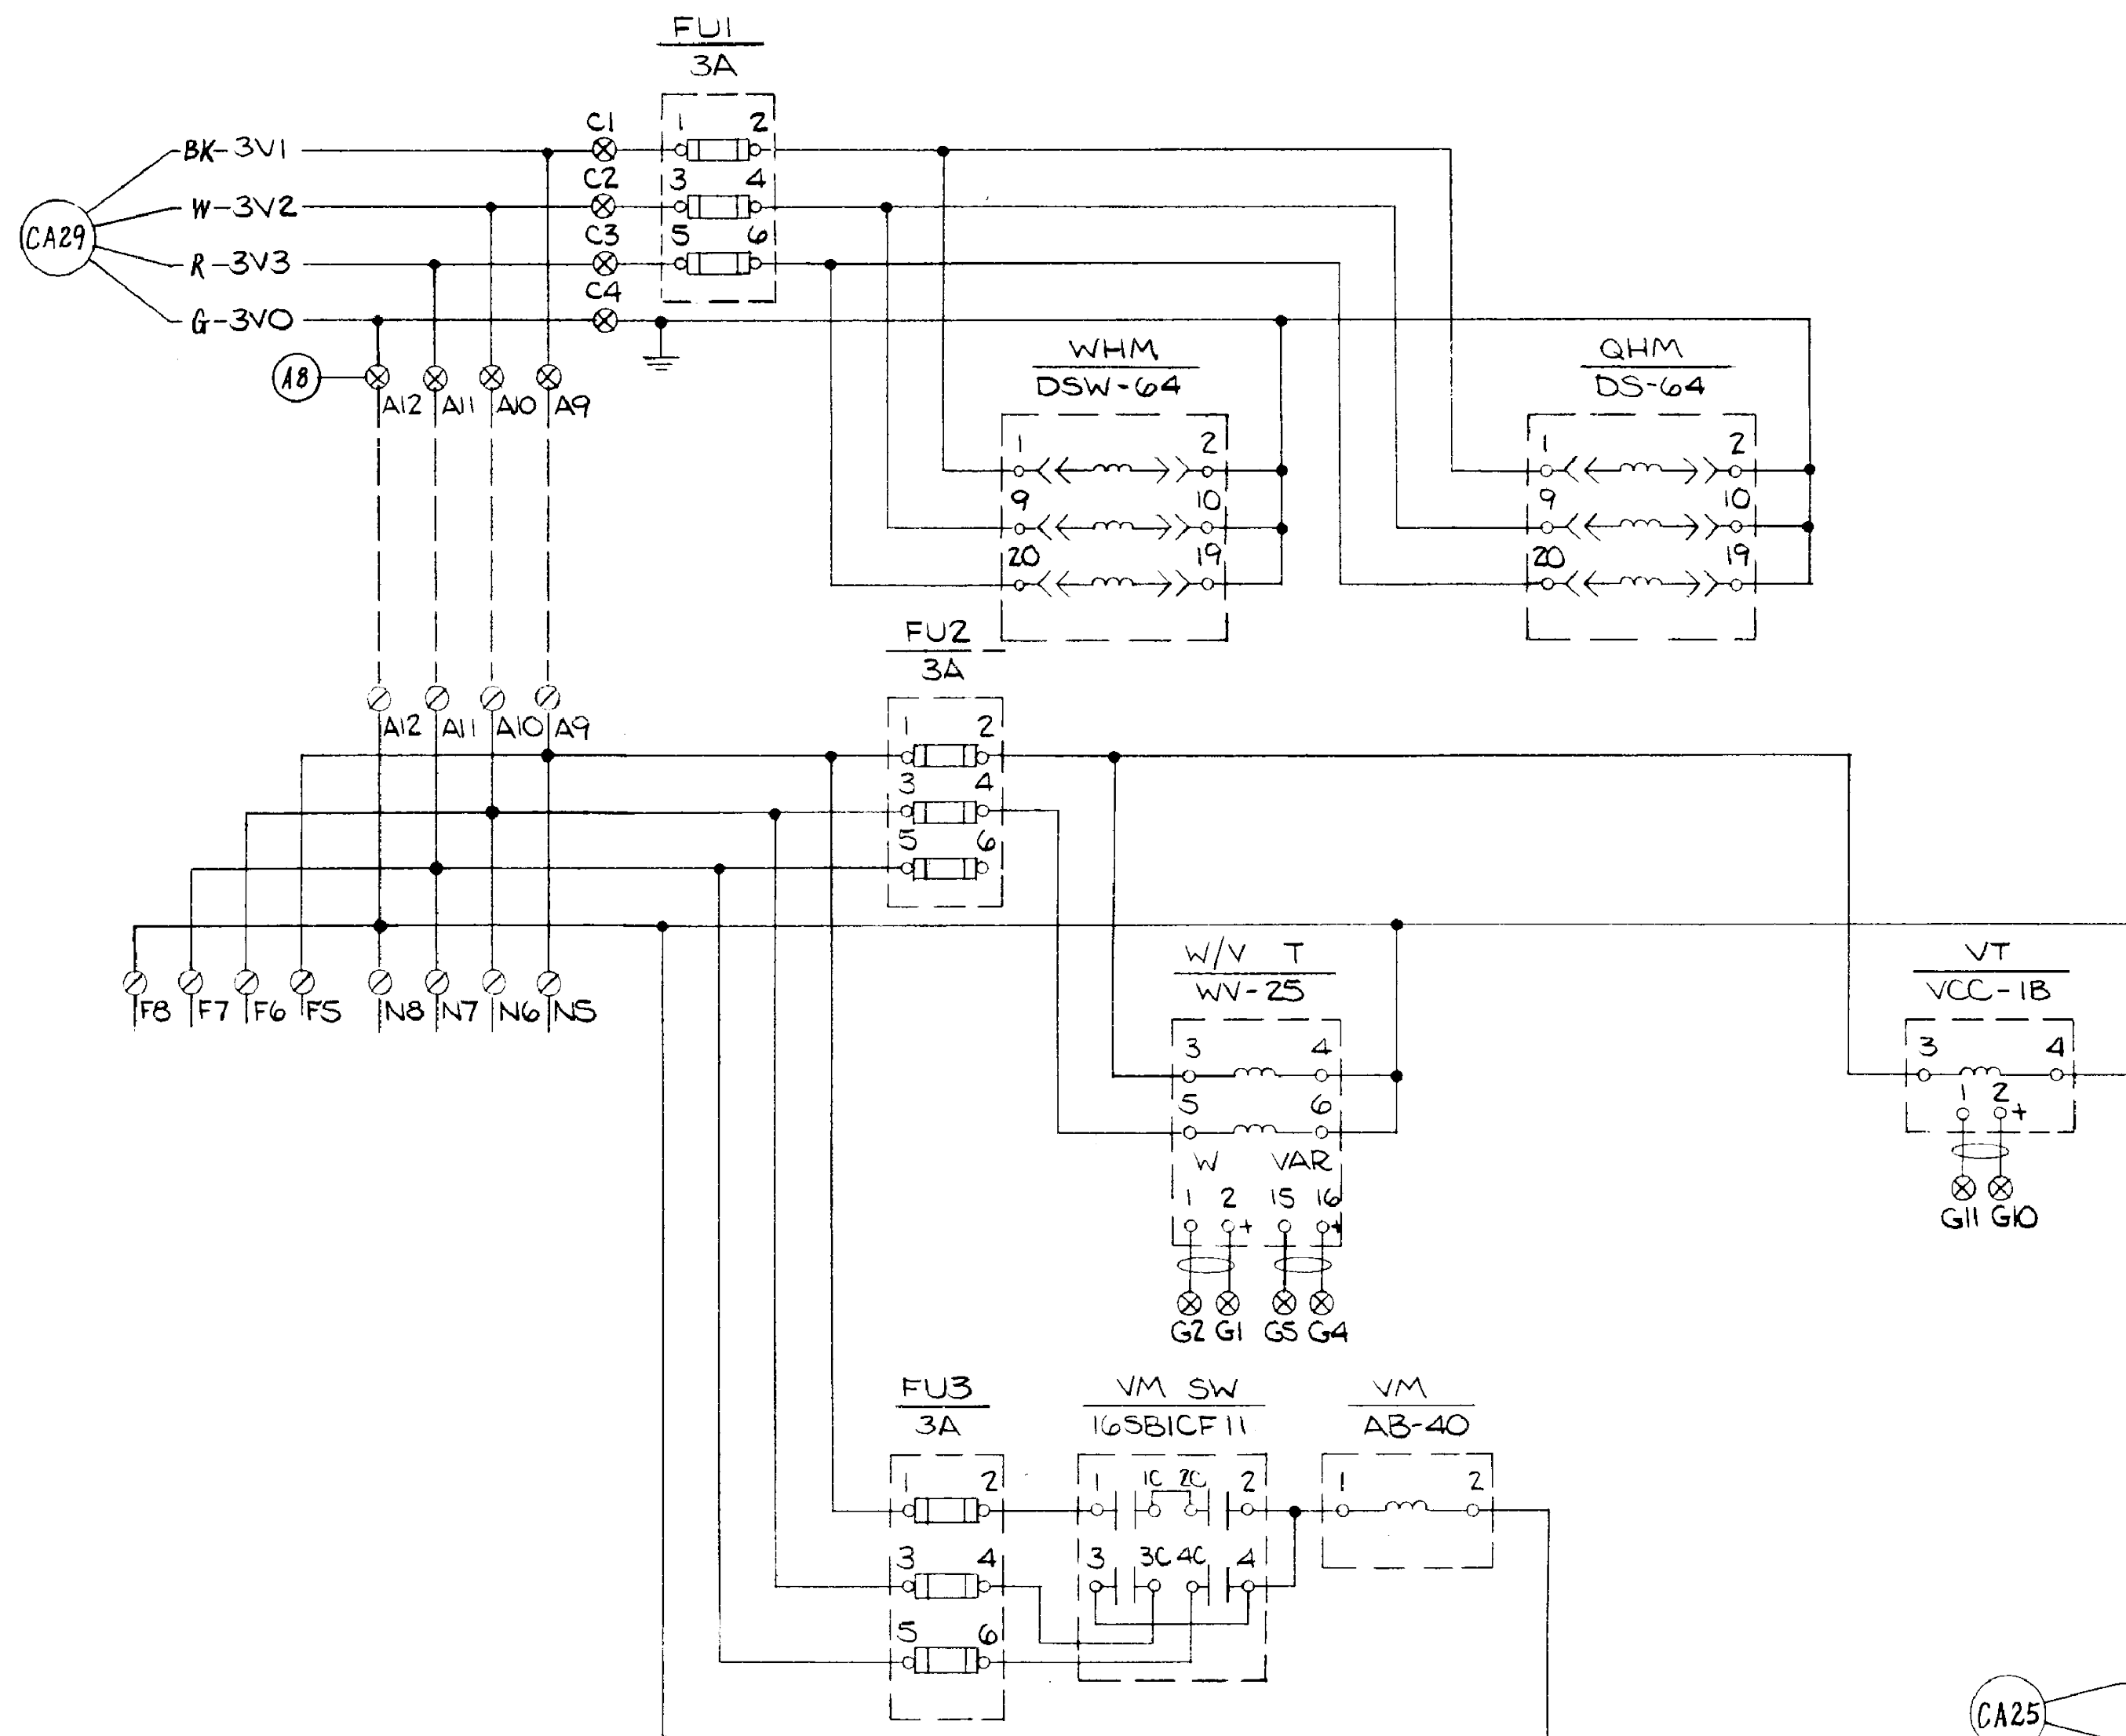 FU1
3A
C1 1 2
BK-3V1
C2 3 4
W-3V2
CA29
C3 5 6
R-3V3
C4
G-3V0
A8
A12 A11 A10 A9
WHM
DSW-64
1 2
9 10
20 19
QHM
DS-64
1 2
9 10
20 19
FU2
3A
A12 A11 A10 A9
1 2
3 4
5 6
F8 F7 F6 F5 N8 N7 N6 N5
W/V T
WV-25
3 4
5 6
W VAR
1 2 15 16
+ +
G2 G1 G5 G4
VT
VCC-1B
3 4
1 2
+
G11 G10
FU3
3A
1 2
3 4
5 6
VM SW
16SB1CF11
1 1C 2C 2
3 3C 4C 4
VM
AB-40
1 2
CA25